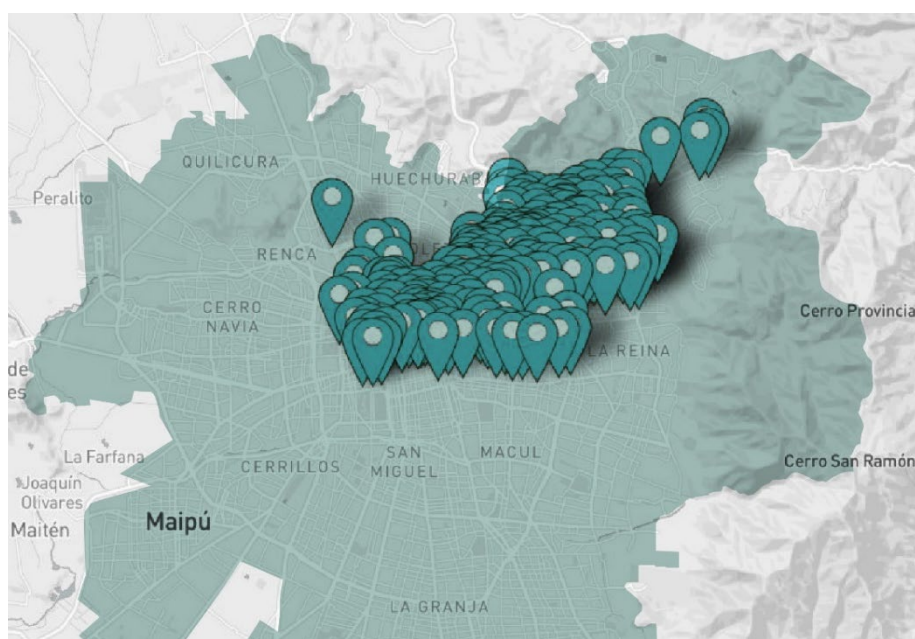 QUILICURA
HUECHURAB
Peralito
RENCA
CERRO
NAVIA
Cerro Provincia
LA REINA
de
es
SAN
MIGUEL
MACUL
La Farfana
CERRILLOS
Cerro San Ramón
Joaquín
Olivares
Maitén
Maipú
LA GRANJA